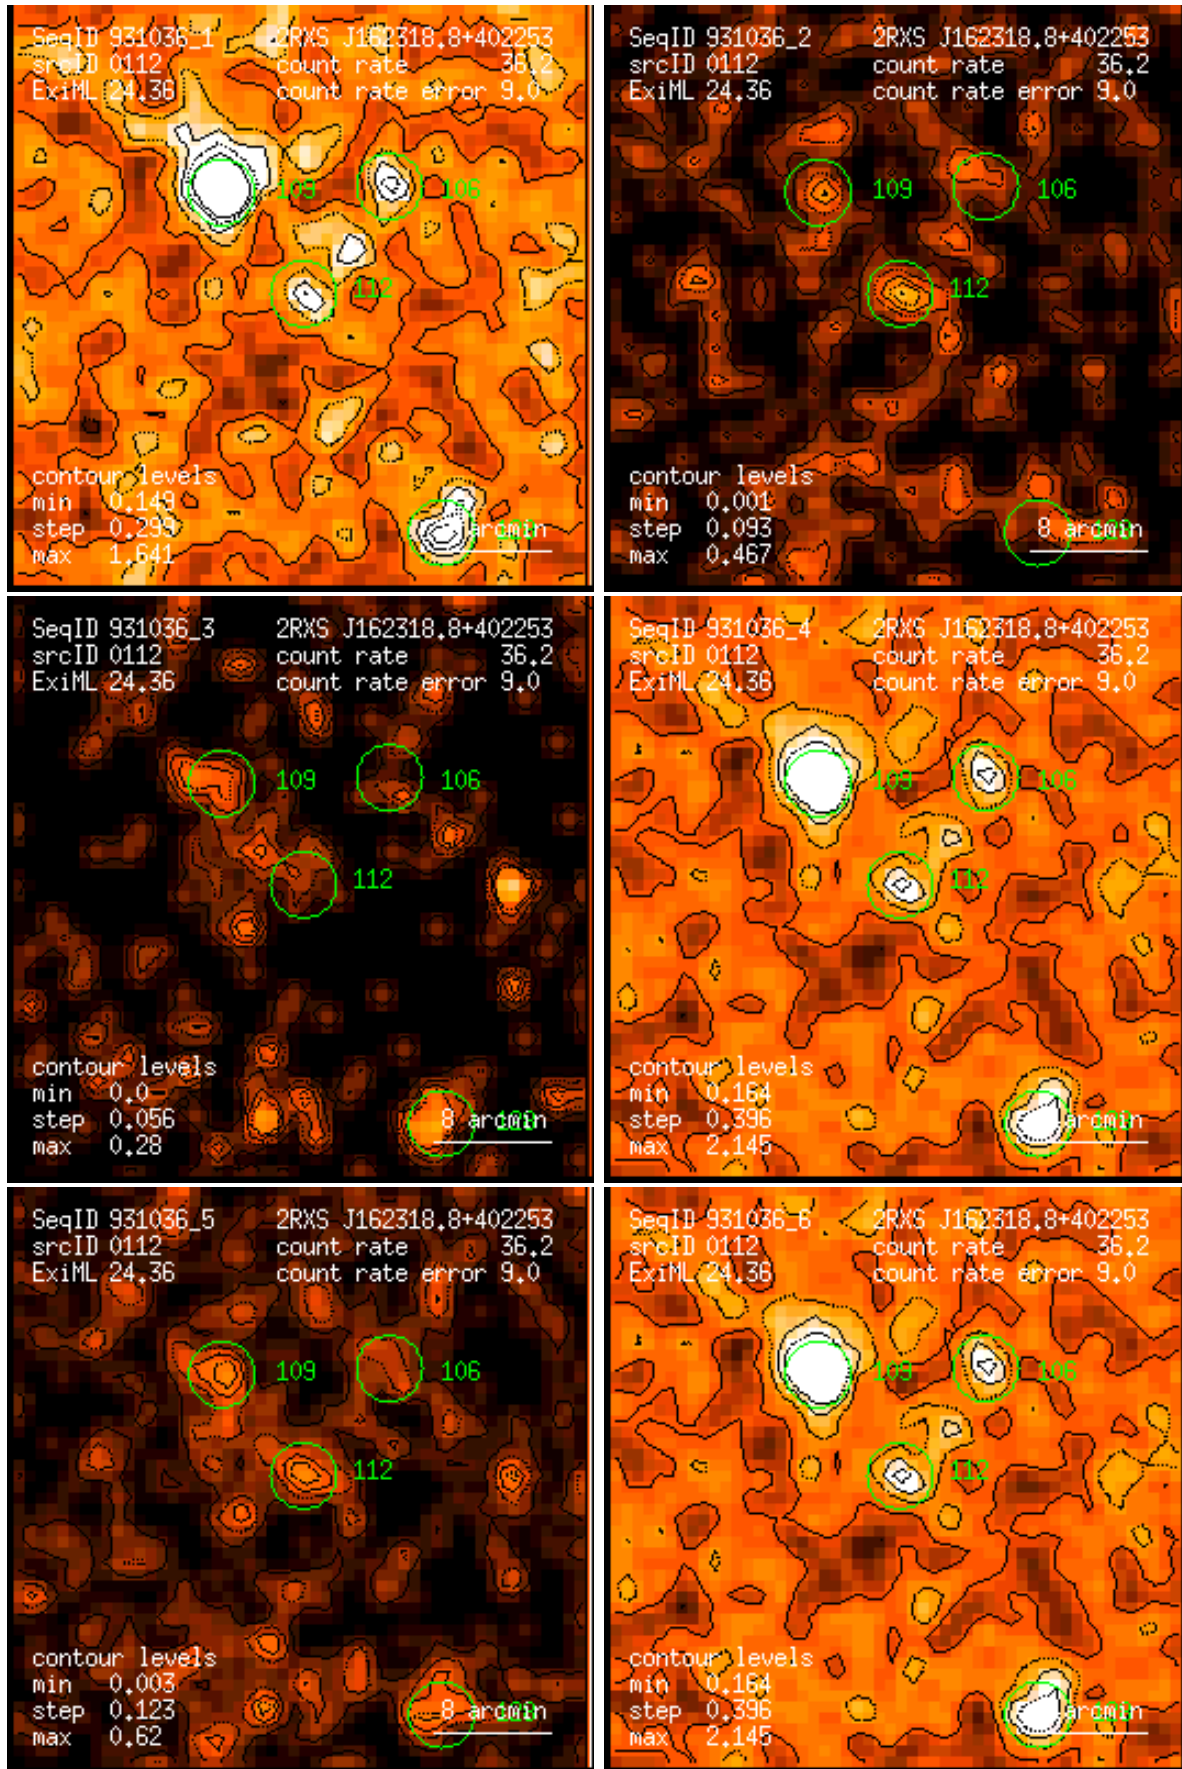 SeqID 931036_1 2RXS J162318.8+402253
srcID 0112 count rate 36.2
ExiML 24.36 count rate error 9.0
109 106
112
contour levels
min 0.149
step 0.299 arcmin
max 1.641
SeqID 931036_2 2RXS J162318.8+402253
srcID 0112 count rate 36.2
ExiML 24.36 count rate error 9.0
109 106
112
contour levels
min 0.001
step 0.093 8 arcmin
max 0.467
SeqID 931036_3 2RXS J162318.8+402253
srcID 0112 count rate 36.2
ExiML 24.36 count rate error 9.0
109 106
112
contour levels
min 0.0
step 0.056 8 arcmin
max 0.28
SeqID 931036_4 2RXS J162318.8+402253
srcID 0112 count rate 36.2
ExiML 24.36 count rate error 9.0
109 106
112
contour levels
min 0.164
step 0.396 arcmin
max 2.145
SeqID 931036_5 2RXS J162318.8+402253
srcID 0112 count rate 36.2
ExiML 24.36 count rate error 9.0
109 106
112
contour levels
min 0.003
step 0.123 8 arcmin
max 0.62
SeqID 931036_6 2RXS J162318.8+402253
srcID 0112 count rate 36.2
ExiML 24.36 count rate error 9.0
109 106
112
contour levels
min 0.164
step 0.396 arcmin
max 2.145